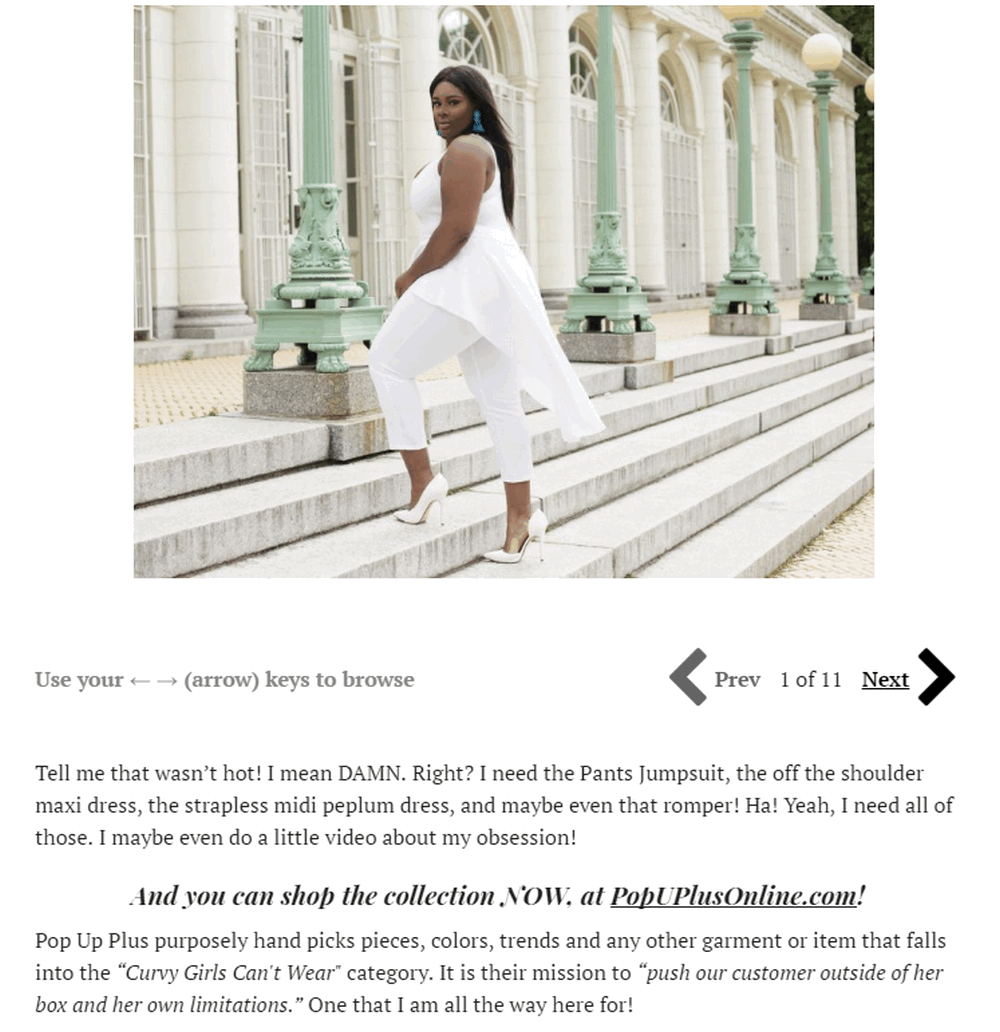 Use your ← → (arrow) keys to browse
Prev 1 of 11 Next
Tell me that wasn’t hot! I mean DAMN. Right? I need the Pants Jumpsuit, the off the shoulder
maxi dress, the strapless midi peplum dress, and maybe even that romper! Ha! Yeah, I need all of
those. I maybe even do a little video about my obsession!
And you can shop the collection NOW, at PopUPlusOnline.com!
Pop Up Plus purposely hand picks pieces, colors, trends and any other garment or item that falls
into the “Curvy Girls Can't Wear" category. It is their mission to “push our customer outside of her
box and her own limitations.” One that I am all the way here for!